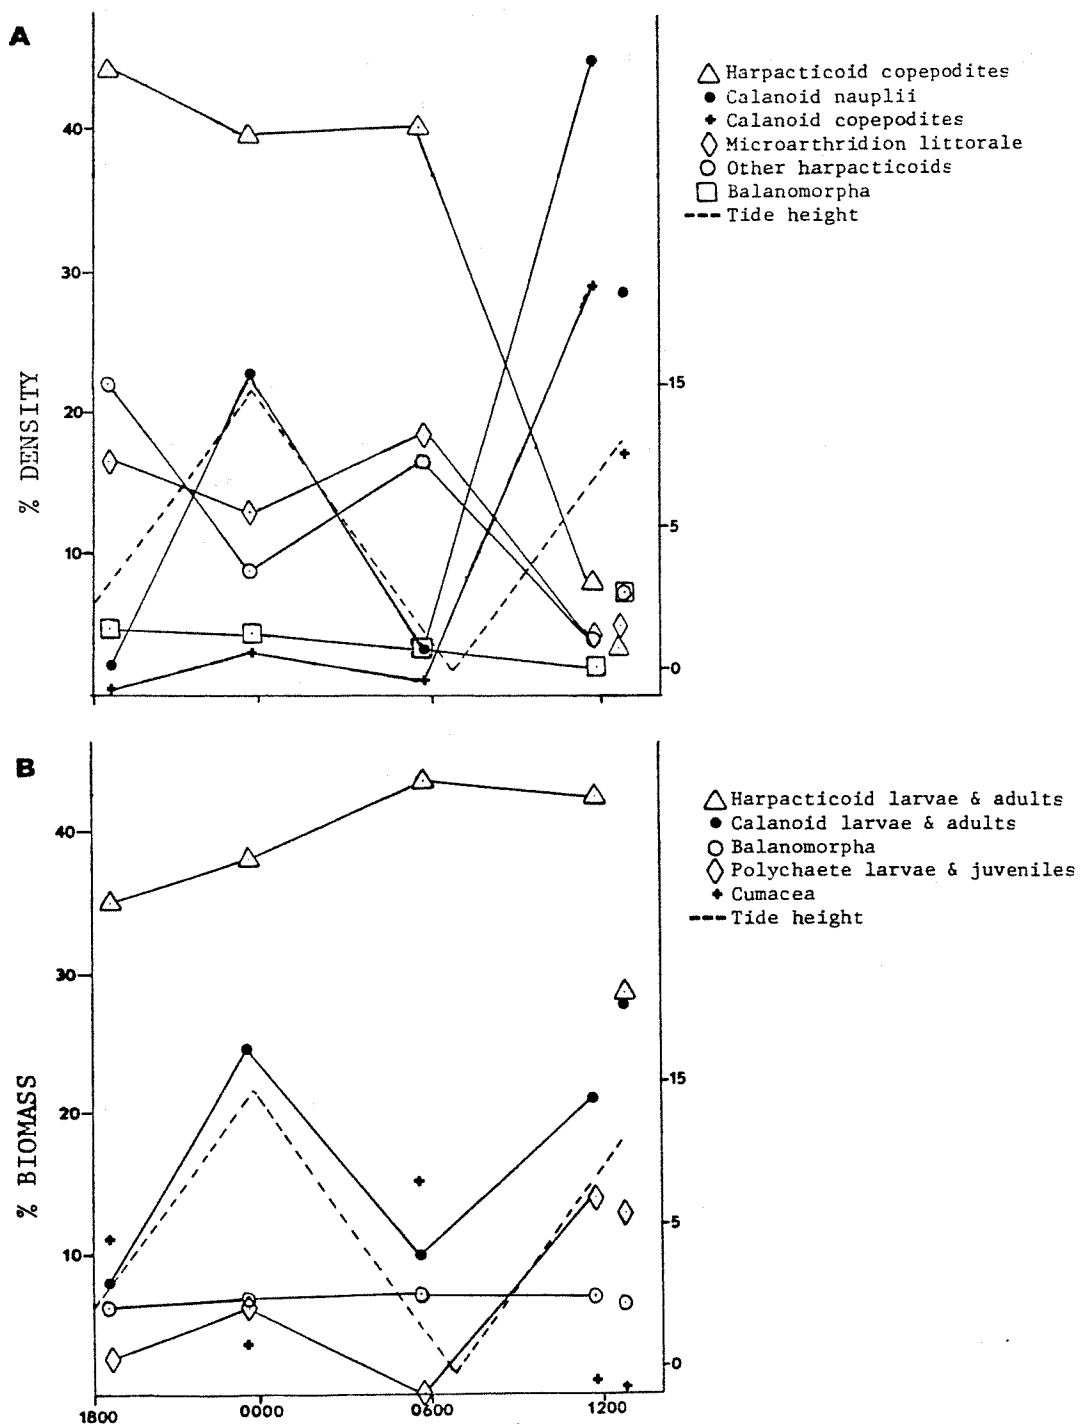 A
Harpacticoid copepodites
Calanoid nauplii
Calanoid copepodites
Microarthridion littorale
Other harpacticoids
Balanomorpha
Tide height
40
30
20
10
% DENSITY
15
5
0
B
Harpacticoid larvae & adults
Calanoid larvae & adults
Balanomorpha
Polychaete larvae & juveniles
Cumacea
Tide height
40
30
20
10
% BIOMASS
15
5
0
1800 0000 0600 1200